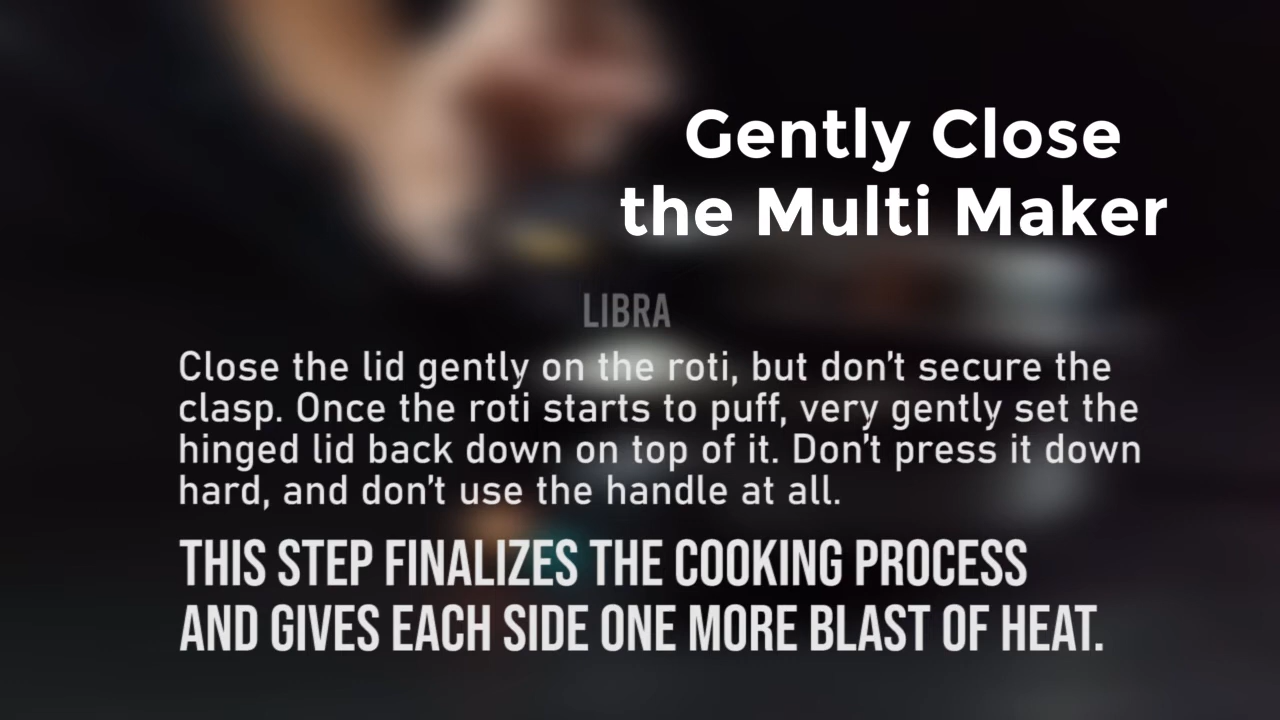 Gently Close
the Multi Maker
LIBRA
Close the lid gently on the roti, but don't secure the
clasp. Once the roti starts to puff, very gently set the
hinged lid back down on top of it. Don't press it down
hard, and don't use the handle at all.
THIS STEP FINALIZES THE COOKING PROCESS
AND GIVES EACH SIDE ONE MORE BLAST OF HEAT.